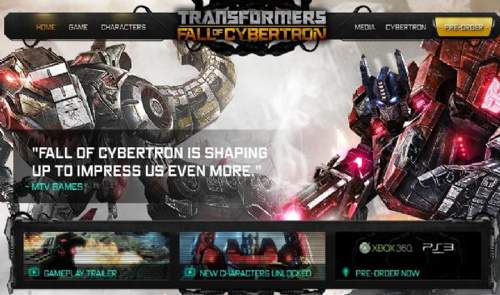 TRANSFORMERS
FALL OF CYBERTRON
HOME GAME CHARACTERS
MEDIA CYBERTRON PRE-ORDER
"FALL OF CYBERTRON IS SHAPING
UP TO IMPRESS US EVEN MORE."
- MTV GAMES
XBOX 360 PS3
GAMEPLAY TRAILER
NEW CHARACTERS UNLOCKED
PRE-ORDER NOW